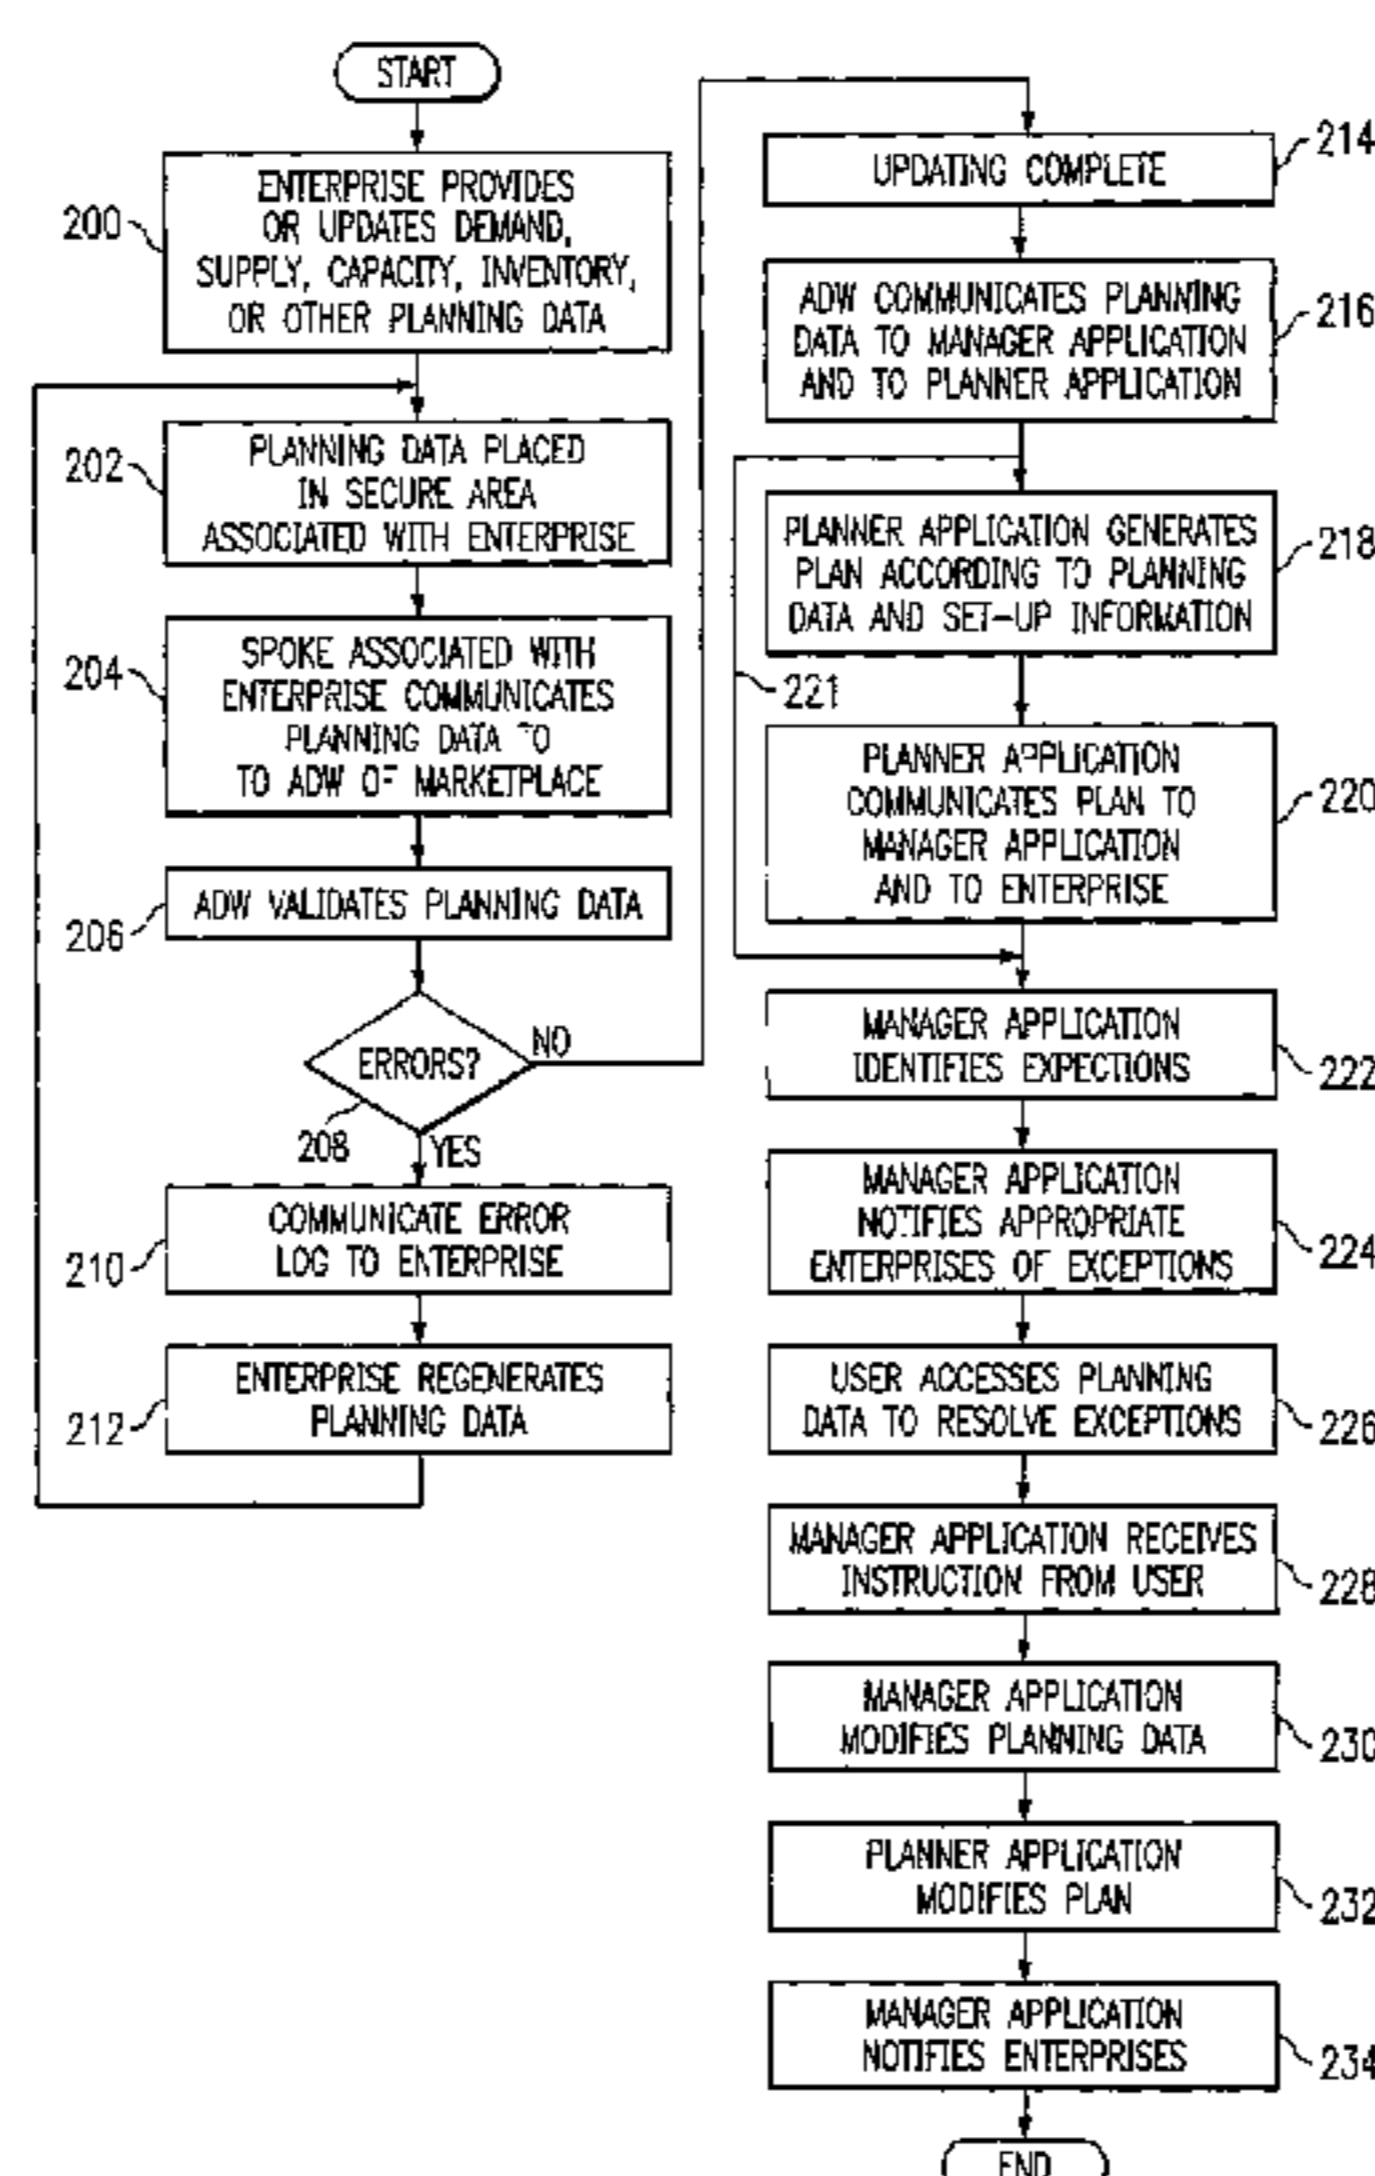 START
200
ENTERPRISE PROVIDES
OR UPDATES DEMAND,
SUPPLY, CAPACITY, INVENTORY,
OR OTHER PLANNING DATA
202
PLANNING DATA PLACED
IN SECURE AREA
ASSOCIATED WITH ENTERPRISE
204
SPOKE ASSOCIATED WITH
ENTERPRISE COMMUNICATES
PLANNING DATA TO
TO ADW OF MARKETPLACE
206
ADW VALIDATES PLANNING DATA
ERRORS?
NO
208
YES
210
COMMUNICATE ERROR
LOG TO ENTERPRISE
212
ENTERPRISE REGENERATES
PLANNING DATA
UPDATING COMPLETE
214
ADW COMMUNICATES PLANNING
DATA TO MANAGER APPLICATION
AND TO PLANNER APPLICATION
216
PLANNER APPLICATION GENERATES
PLAN ACCORDING TO PLANNING
DATA AND SET-UP INFORMATION
218
221
PLANNER APPLICATION
COMMUNICATES PLAN TO
MANAGER APPLICATION
AND TO ENTERPRISE
220
MANAGER APPLICATION
IDENTIFIES EXPECTIONS
222
MANAGER APPLICATION
NOTIFIES APPROPRIATE
ENTERPRISES OF EXCEPTIONS
224
USER ACCESSES PLANNING
DATA TO RESOLVE EXCEPTIONS
226
MANAGER APPLICATION RECEIVES
INSTRUCTION FROM USER
228
MANAGER APPLICATION
MODIFIES PLANNING DATA
230
PLANNER APPLICATION
MODIFIES PLAN
232
MANAGER APPLICATION
NOTIFIES ENTERPRISES
234
END